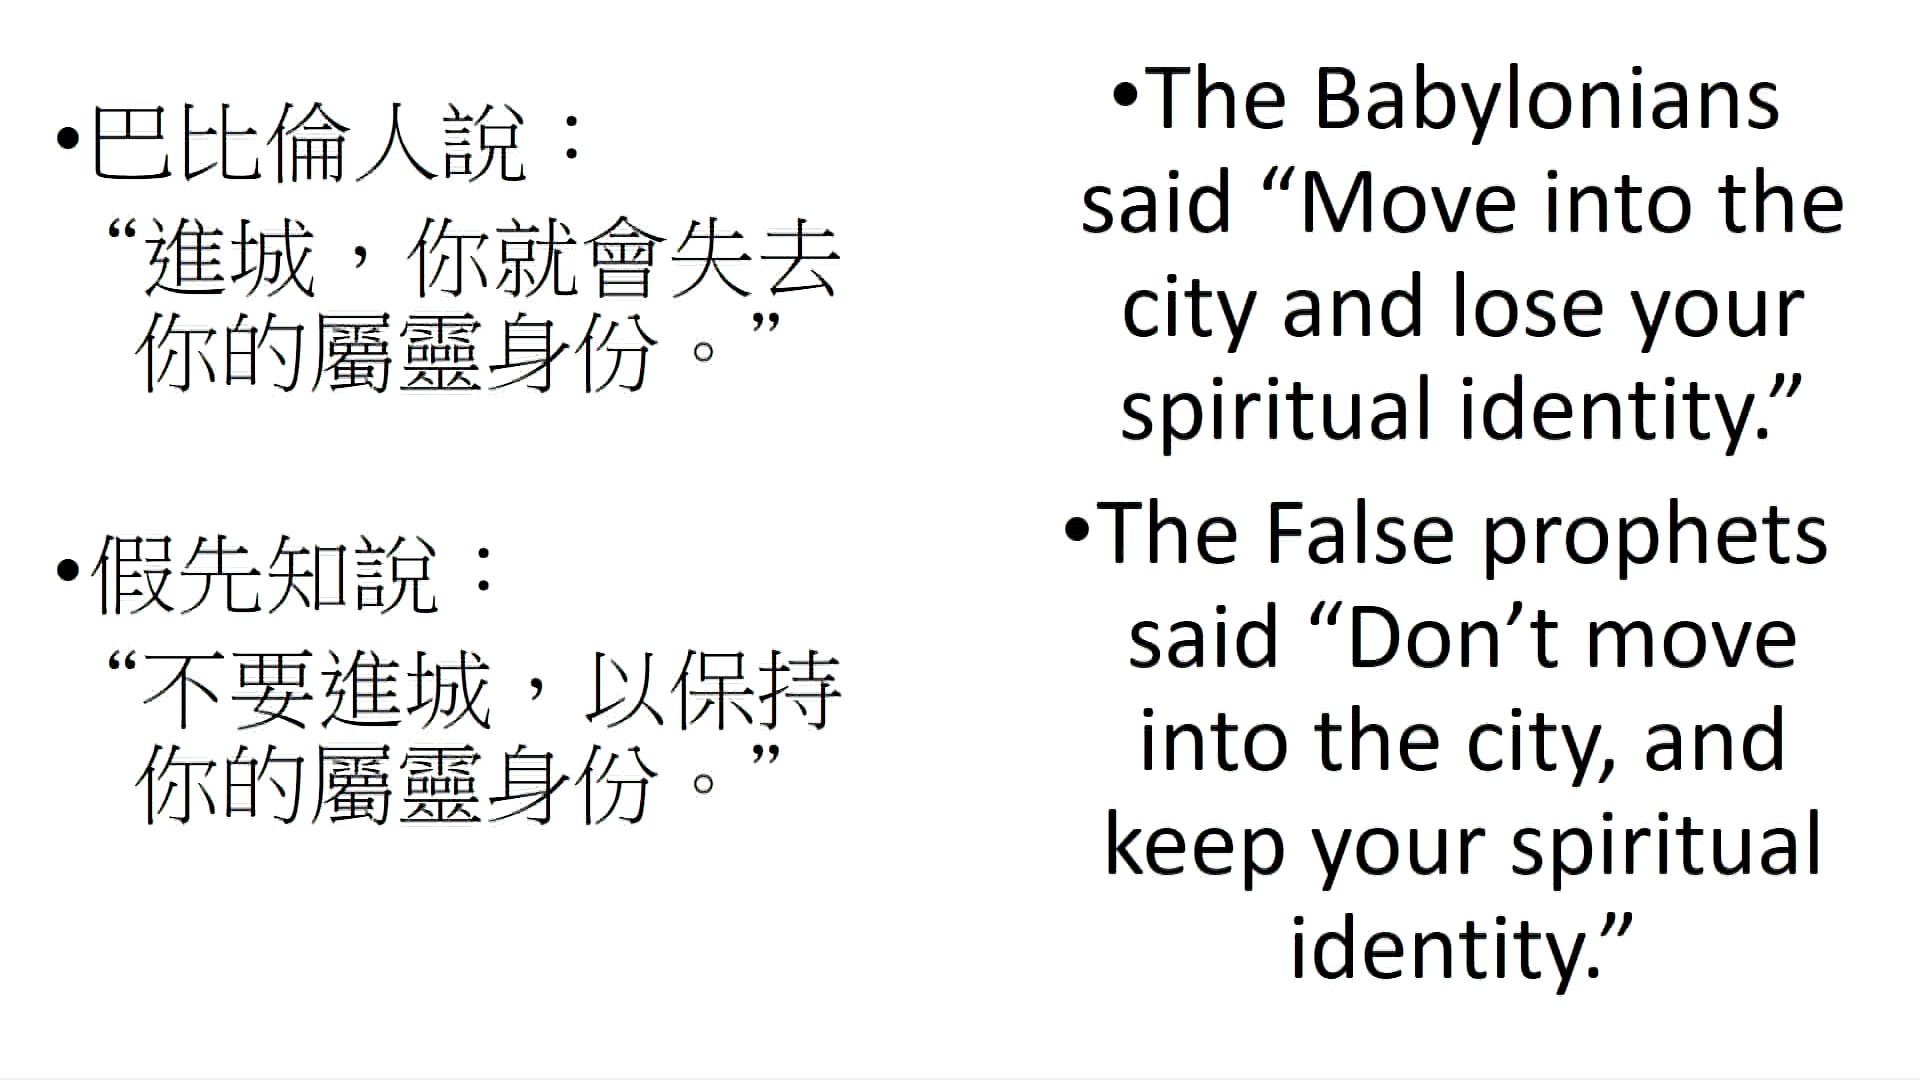 •巴比倫人說：
“進城，你就會失去
你的屬靈身份。”
•假先知說：
“不要進城，以保持
你的屬靈身份。”
•The Babylonians
said “Move into the
city and lose your
spiritual identity.”
•The False prophets
said “Don’t move
into the city, and
keep your spiritual
identity.”